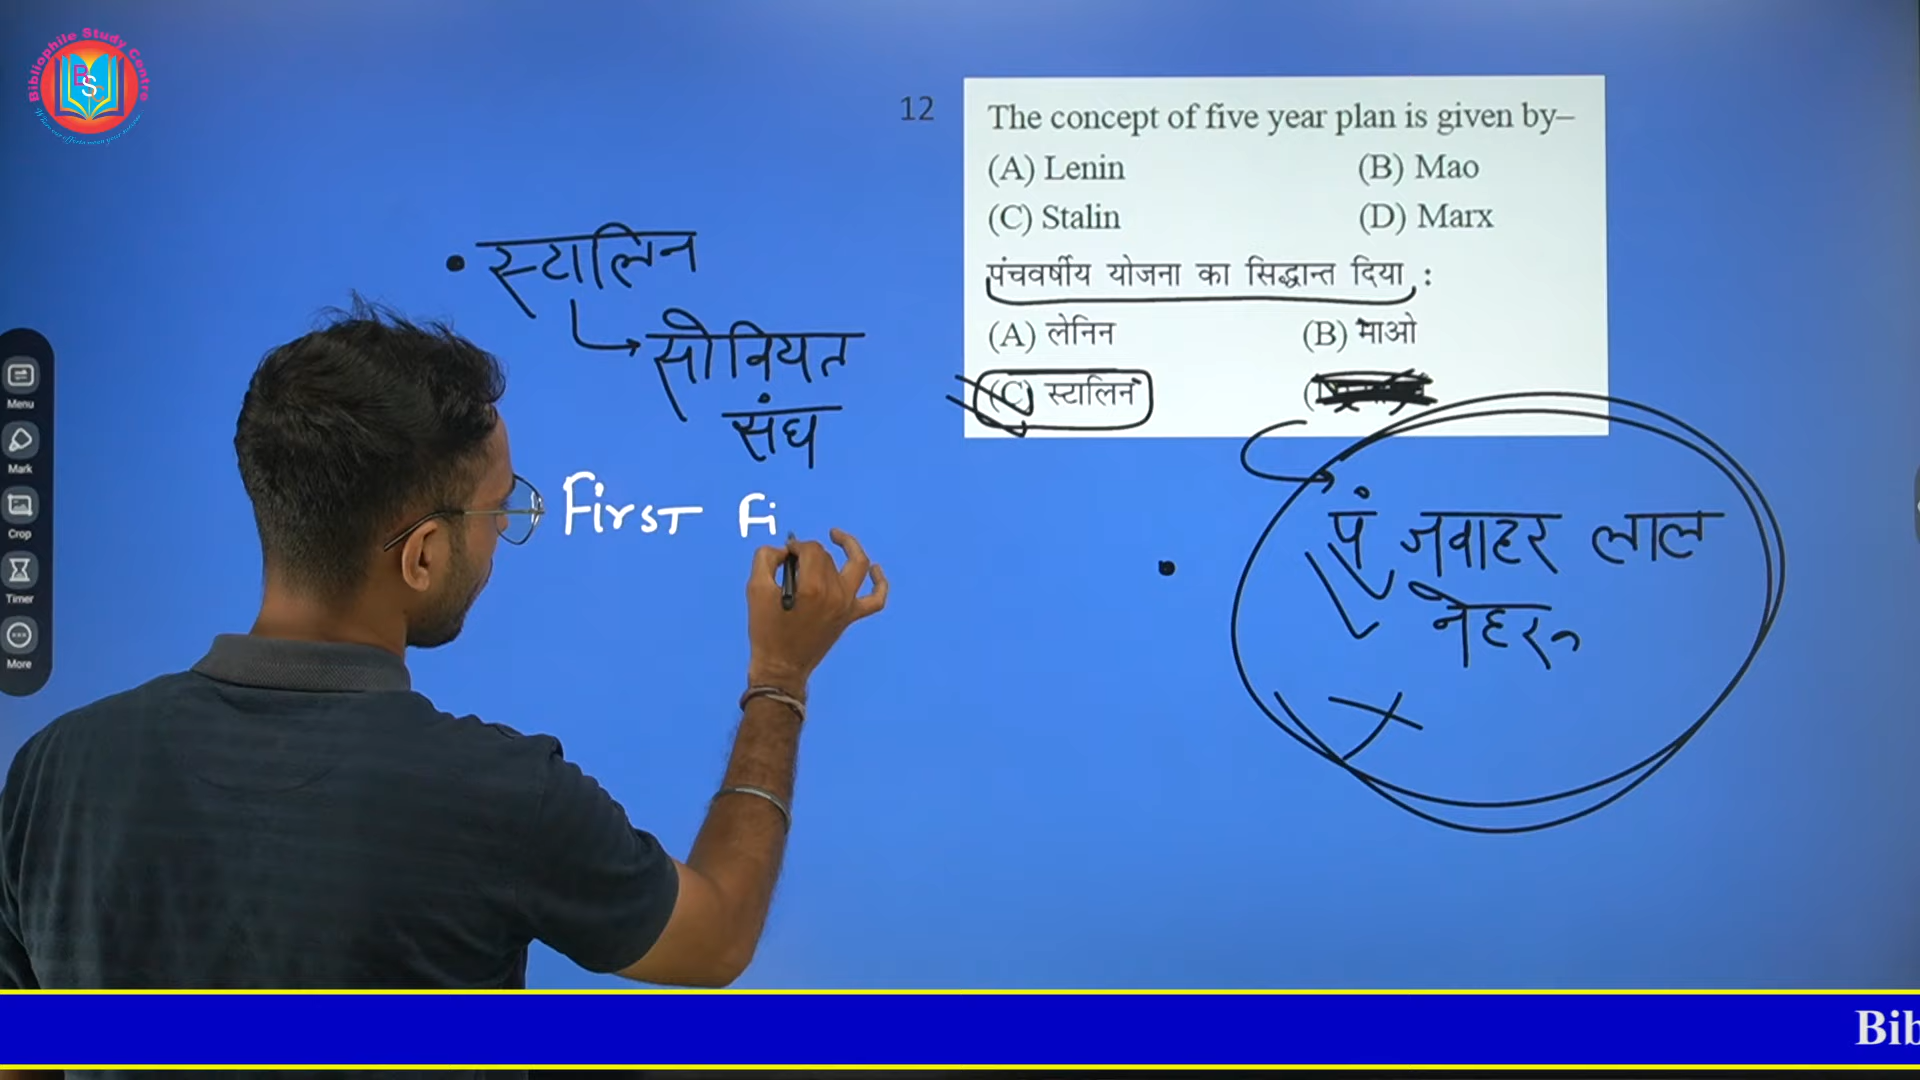 Bibliophile Study Centre
BSC
12
The concept of five year plan is given by–
(A) Lenin (B) Mao
(C) Stalin (D) Marx
पंचवर्षीय योजना का सिद्धान्त दिया :
(A) लेनिन (B) माओ
(C) स्टालिन
स्टालिन
सोवियत
संघ
First Fi
पं जवाहर लाल
नेहरू
Menu
Mark
Crop
Timer
More
Bib